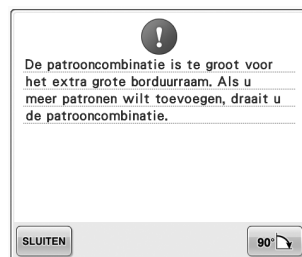 De patrooncombinatie is te groot voor
het extra grote borduurraam. Als u
meer patronen wilt toevoegen, draait u
de patrooncombinatie.
SLUITEN
90°